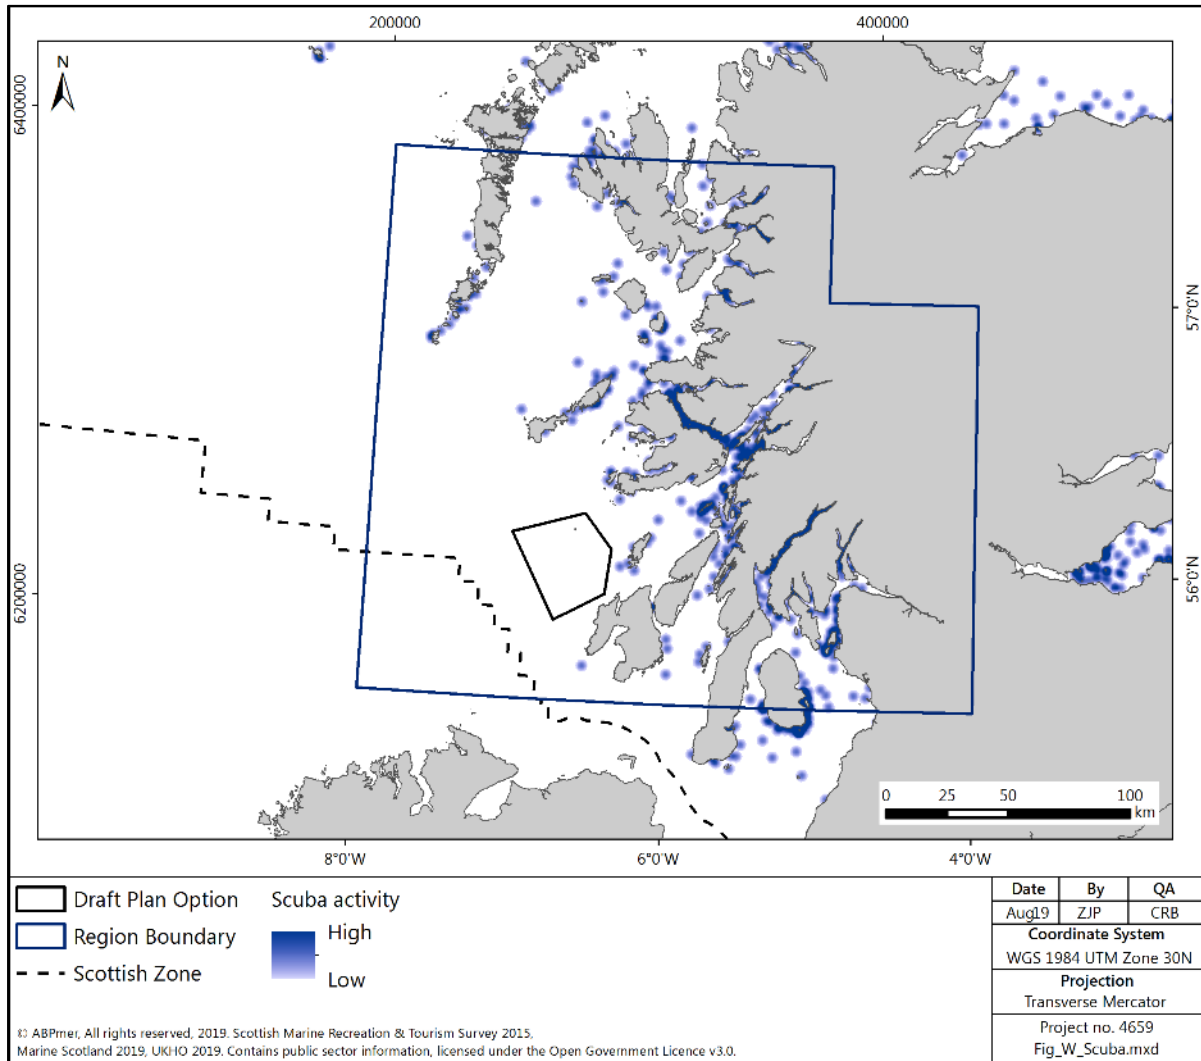 200000
400000
N
6400000
57°0'N
6200000
56°0'N
0 25 50 100
km
8°0'W
6°0'W
4°0'W
Draft Plan Option
Region Boundary
Scottish Zone
Scuba activity
High
Low
Date By QA
Aug19 ZJP CRB
Coordinate System
WGS 1984 UTM Zone 30N
Projection
Transverse Mercator
Project no. 4659
Fig_W_Scuba.mxd
© ABPmer, All rights reserved, 2019. Scottish Marine Recreation & Tourism Survey 2015,
Marine Scotland 2019, UKHO 2019. Contains public sector information, licensed under the Open Government Licence v3.0.